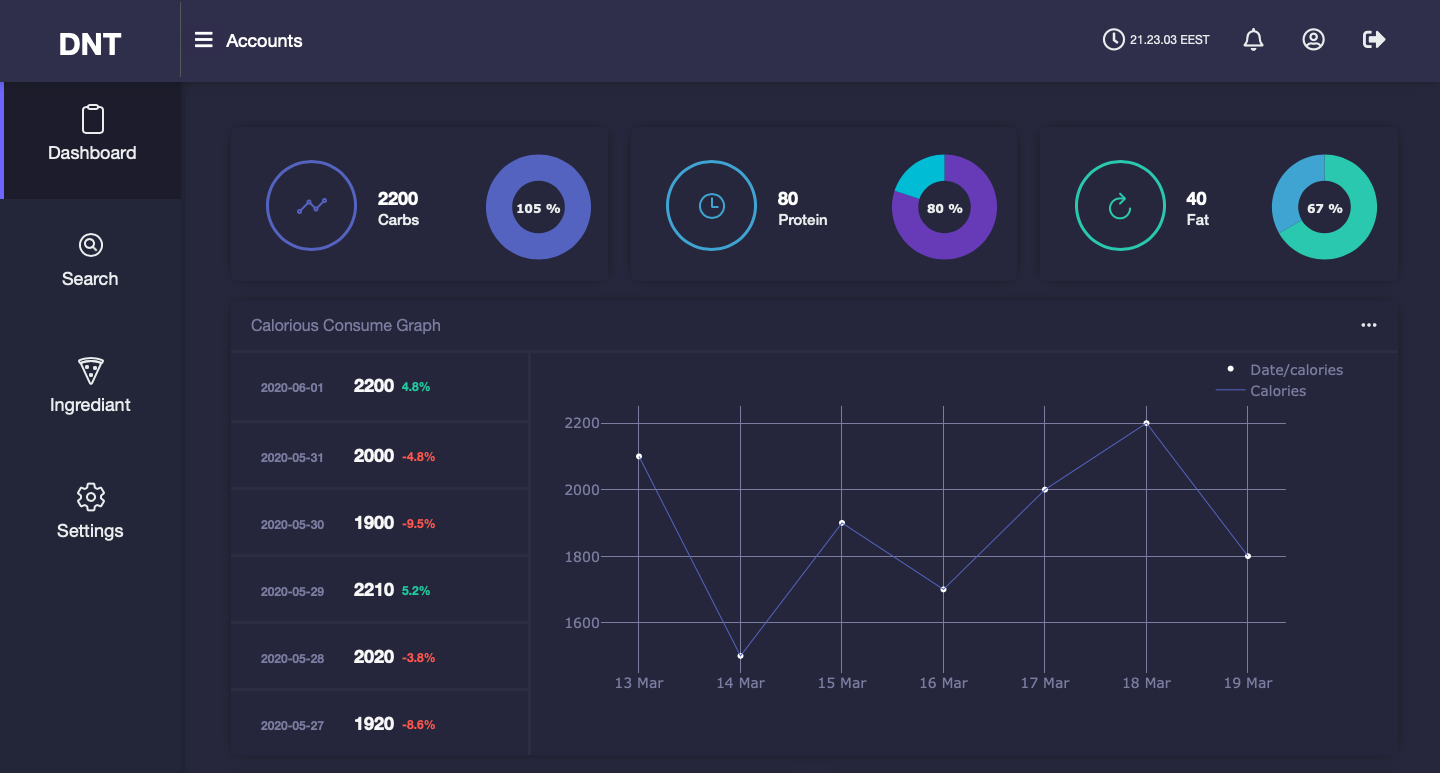 DNT
Accounts
21.23.03 EEST
Dashboard
Search
Ingrediant
Settings
2200
Carbs
105 %
80
Protein
80 %
40
Fat
67 %
Calorious Consume Graph
2020-06-01 2200 4.8%
2020-05-31 2000 -4.8%
2020-05-30 1900 -9.5%
2020-05-29 2210 5.2%
2020-05-28 2020 -3.8%
2020-05-27 1920 -8.6%
Date/calories
Calories
2200
2000
1800
1600
13 Mar 14 Mar 15 Mar 16 Mar 17 Mar 18 Mar 19 Mar